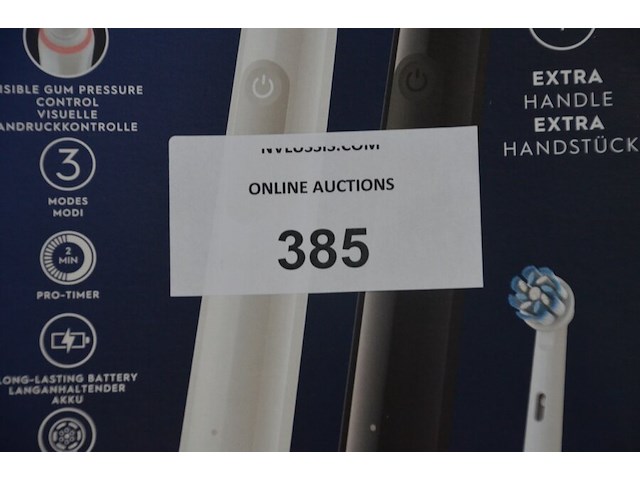 ISIBLE GUM PRESSURE
CONTROL
VISUELLE
ANDRUCKKONTROLLE
3
MODES
MODI
2
MIN
PRO-TIMER
LONG-LASTING BATTERY
LANGANHALTENDER
AKKU
NVLUSSIS.COM
ONLINE AUCTIONS
385
EXTRA
HANDLE
EXTRA
HANDSTÜCK